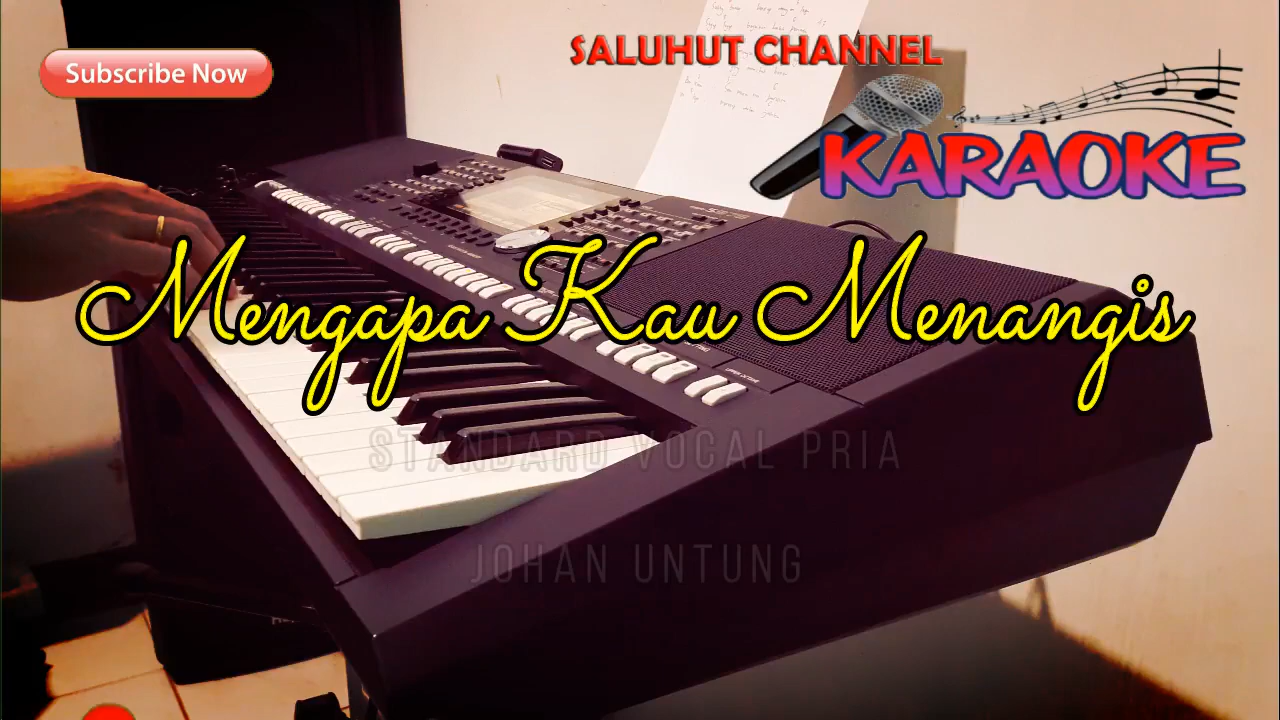 SALUHUT CHANNEL
Subscribe Now
KARAOKE
Mengapa Kau Menangis
STANDARD VOCAL PRIA
JOHAN UNTUNG